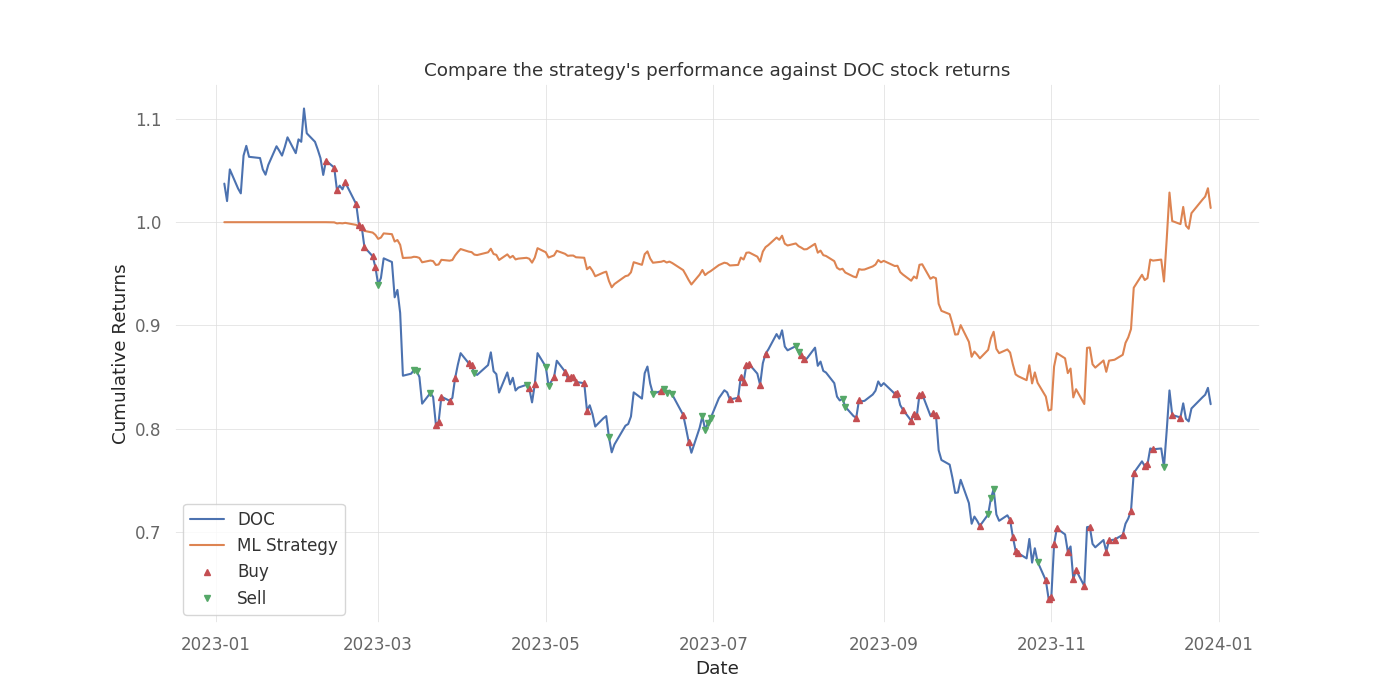 Compare the strategy's performance against DOC stock returns
Cumulative Returns
1.1
1.0
0.9
0.8
0.7
DOC
ML Strategy
Buy
Sell
2023-01 2023-03 2023-05 2023-07 2023-09 2023-11 2024-01
Date